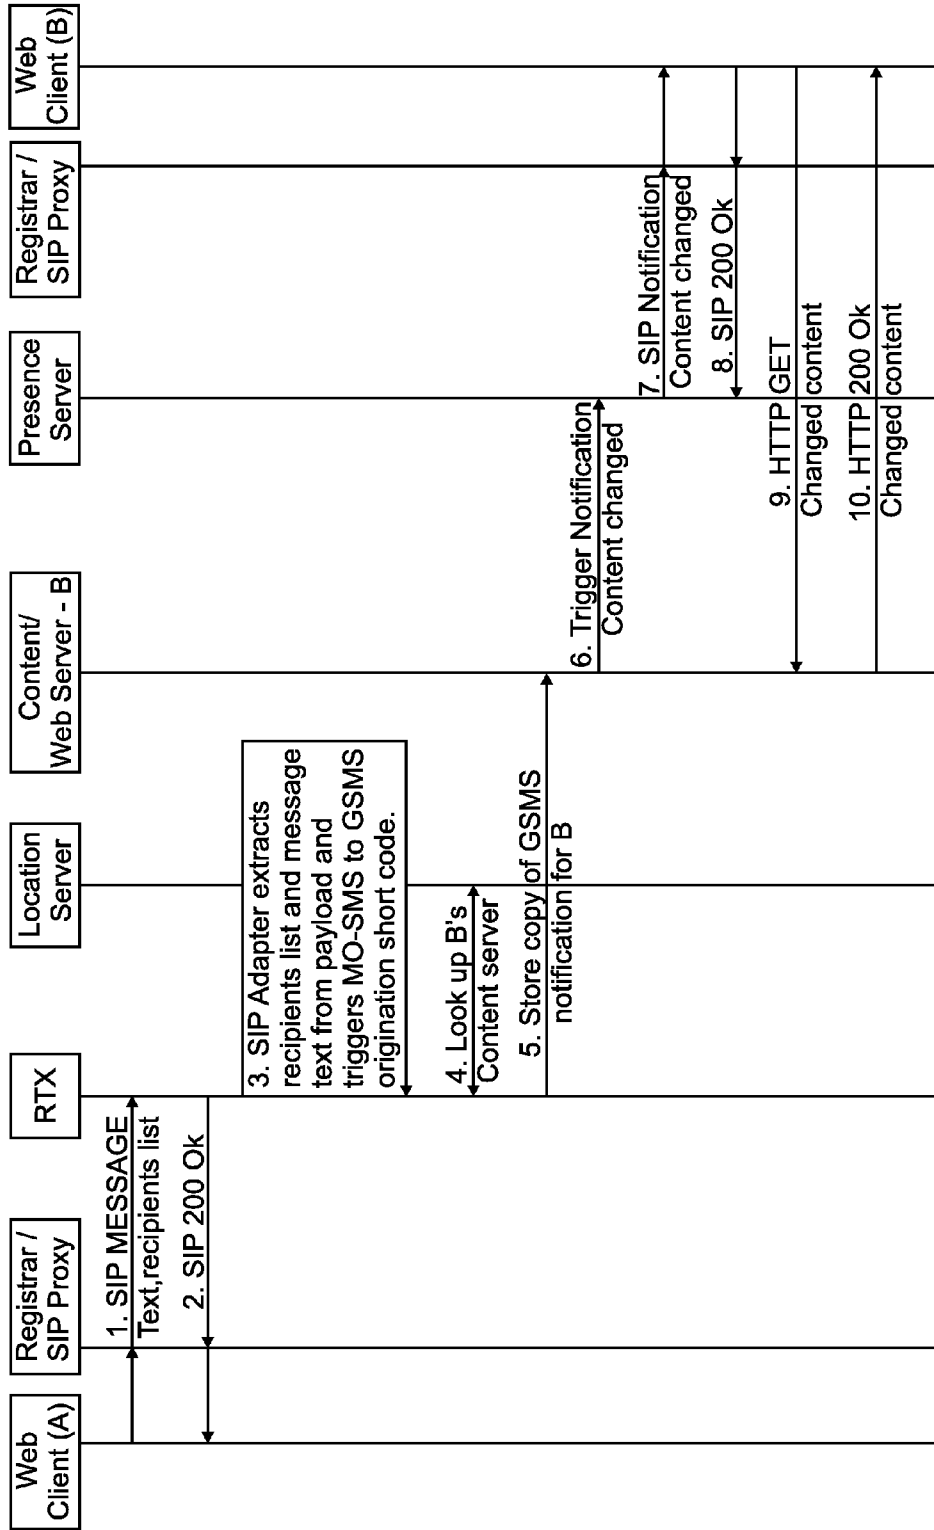 Web
Client (A)
Registrar /
SIP Proxy
RTX
Location
Server
Content/
Web Server - B
Presence
Server
Registrar /
SIP Proxy
Web
Client (B)
1. SIP MESSAGE
Text,recipients list
2. SIP 200 Ok
3. SIP Adapter extracts
recipients list and message
text from payload and
triggers MO-SMS to GSMS
origination short code.
4. Look up B's
Content server
5. Store copy of GSMS
notification for B
6. Trigger Notification
Content changed
7. SIP Notification
Content changed
8. SIP 200 Ok
9. HTTP GET
Changed content
10. HTTP 200 Ok
Changed content